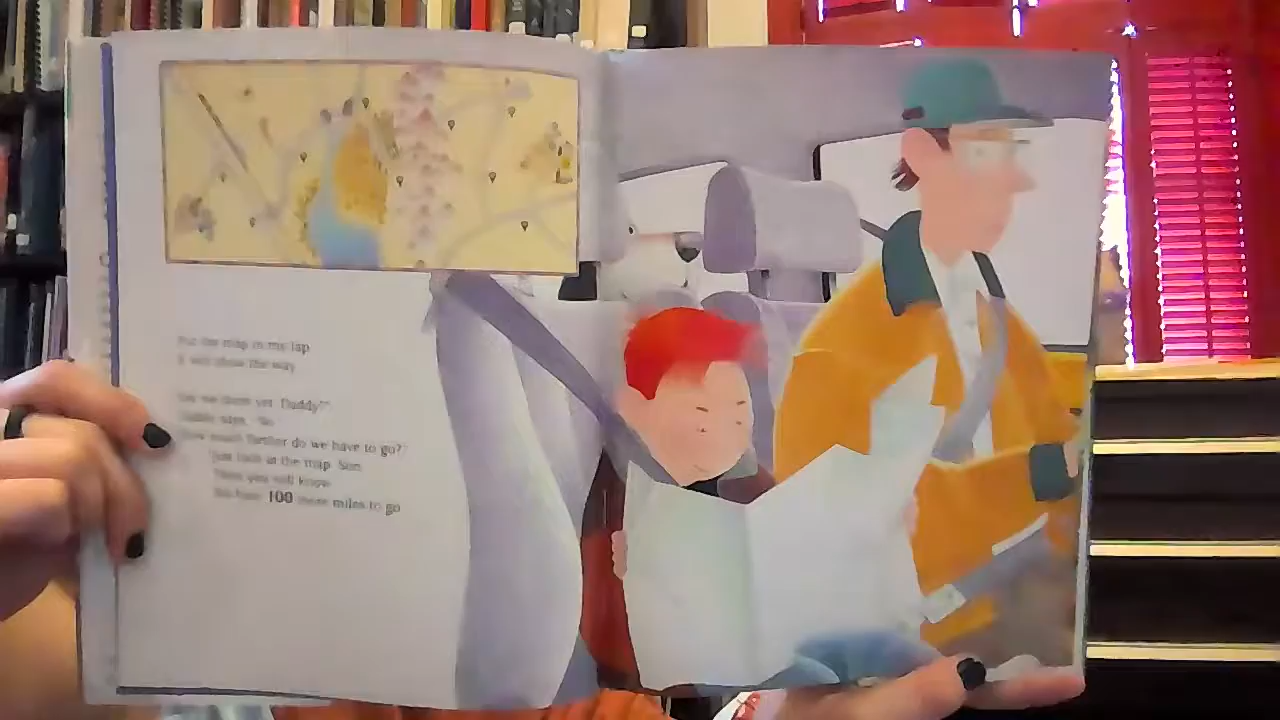 Put the map in my lap
It will show the way
"Are we there yet, Daddy?"
Daddy says, "No
"How much farther do we have to go?"
"Just look at the map, Son
Then you will know
We have 100 more miles to go